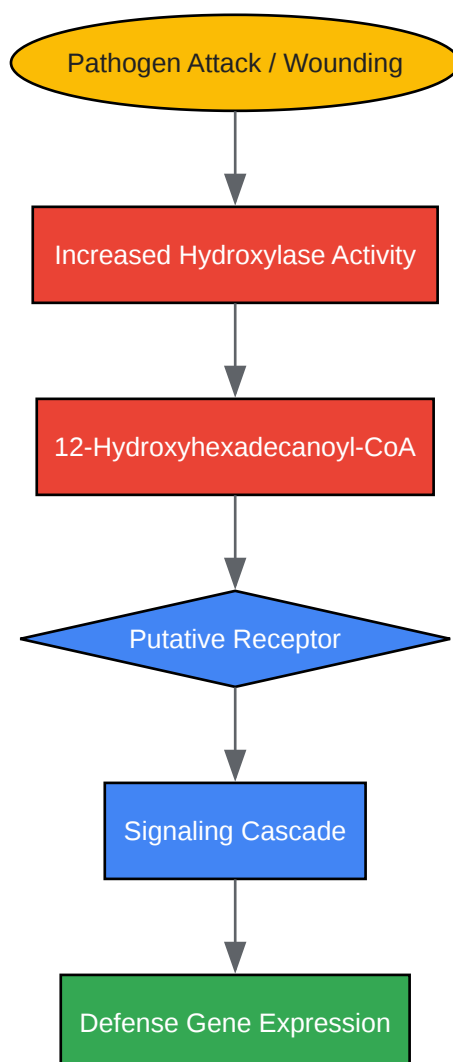 Pathogen Attack / Wounding
Increased Hydroxylase Activity
12-Hydroxyhexadecanoyl-CoA
Putative Receptor
Signaling Cascade
Defense Gene Expression